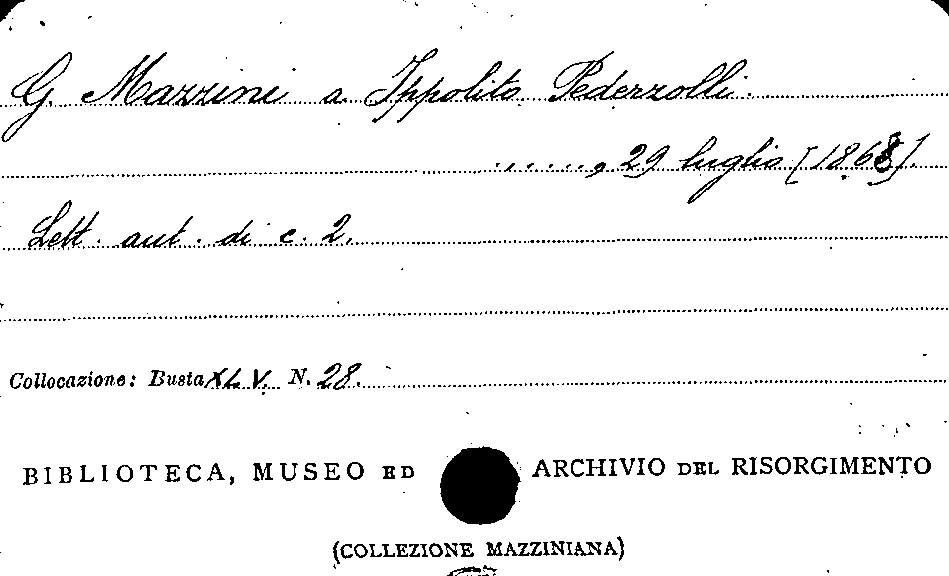 G. Mazzini a Ippolito Pederzolli.
......, 29 luglio [1868].
Lett. aut. di c. 2.
Collocazione: Busta XLV. N. 28.
BIBLIOTECA, MUSEO ED ARCHIVIO DEL RISORGIMENTO
(COLLEZIONE MAZZINIANA)